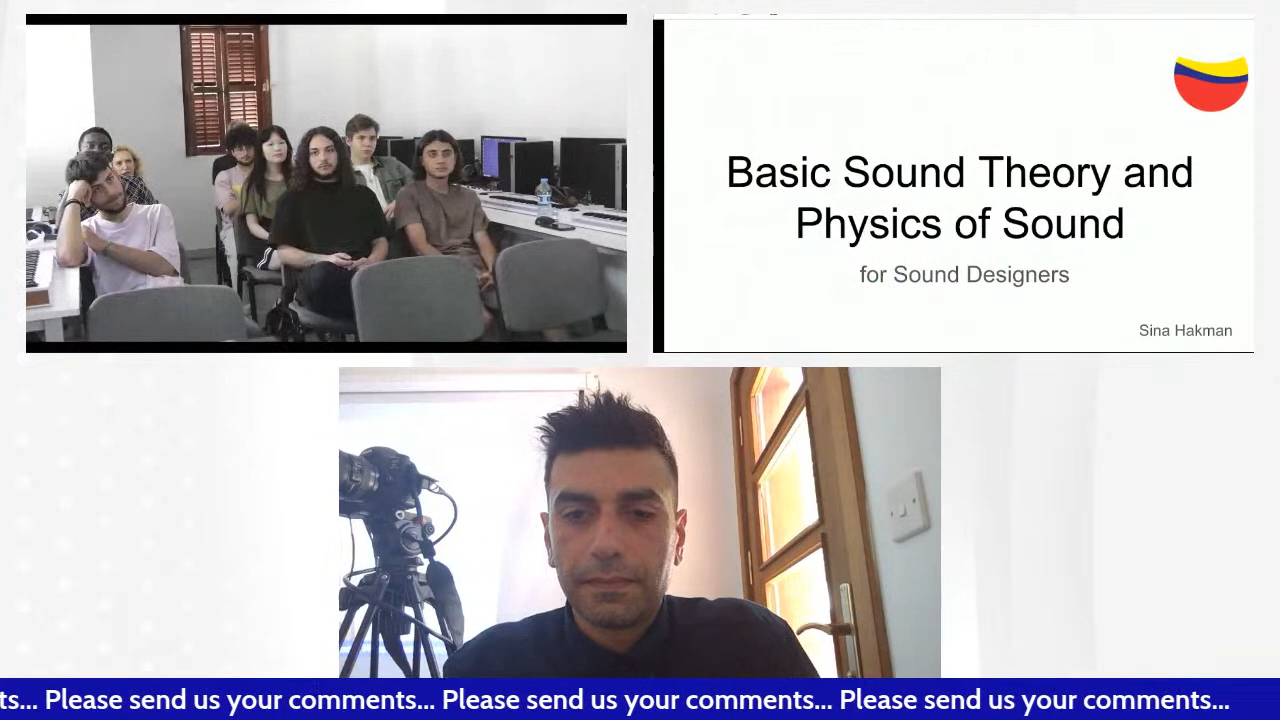 Basic Sound Theory and
Physics of Sound
for Sound Designers
Sina Hakman
ts... Please send us your comments... Please send us your comments... Please send us your comments...